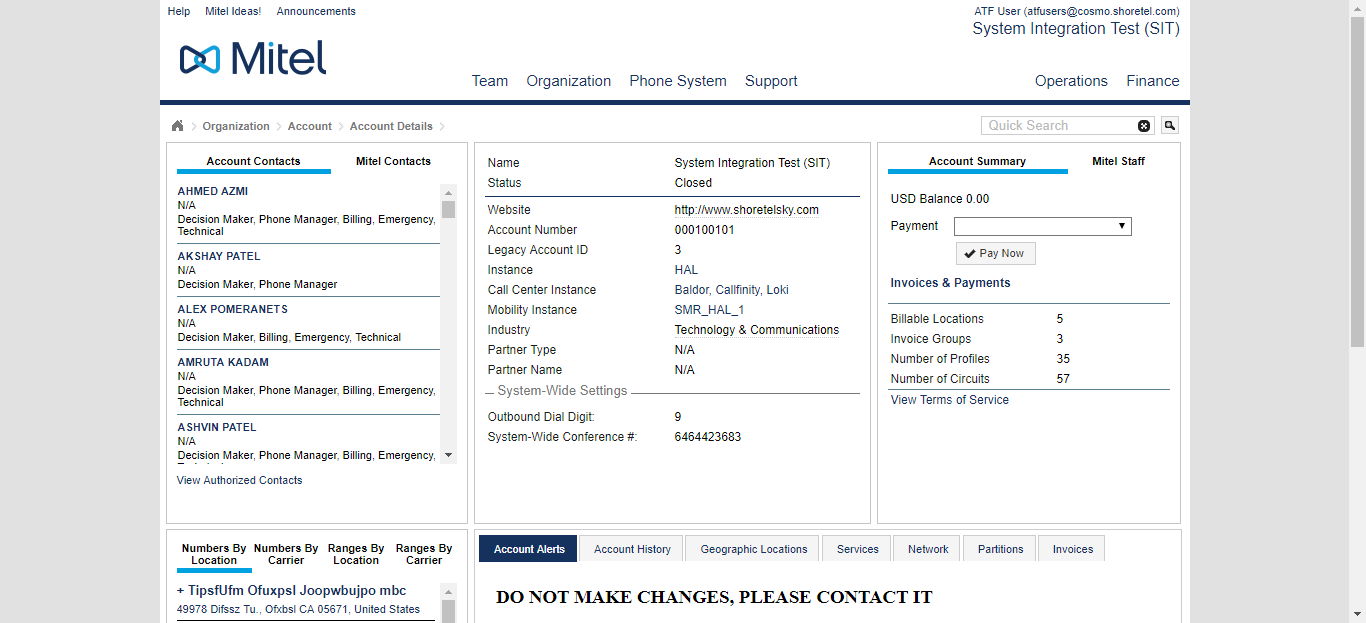 Help Mitel Ideas! Announcements
ATF User (atfusers@cosmo.shoretel.com)
System Integration Test (SIT)
Mitel
Team Organization Phone System Support Operations Finance
Organization Account Account Details
Quick Search
Account Contacts Mitel Contacts
AHMED AZMI
N/A
Decision Maker, Phone Manager, Billing, Emergency,
Technical
AKSHAY PATEL
N/A
Decision Maker, Phone Manager
ALEX POMERANETS
N/A
Decision Maker, Billing, Emergency, Technical
AMRUTA KADAM
N/A
Decision Maker, Phone Manager, Billing, Emergency,
Technical
ASHVIN PATEL
N/A
Decision Maker, Phone Manager, Billing, Emergency,
View Authorized Contacts
Name System Integration Test (SIT)
Status Closed
Website http://www.shoretelsky.com
Account Number 000100101
Legacy Account ID 3
Instance HAL
Call Center Instance Baldor, Callfinity, Loki
Mobility Instance SMR_HAL_1
Industry Technology & Communications
Partner Type N/A
Partner Name N/A
System-Wide Settings
Outbound Dial Digit: 9
System-Wide Conference #: 6464423683
Account Summary Mitel Staff
USD Balance 0.00
Payment
Pay Now
Invoices & Payments
Billable Locations 5
Invoice Groups 3
Number of Profiles 35
Number of Circuits 57
View Terms of Service
Numbers By Location Numbers By Carrier Ranges By Location Ranges By Carrier
+ TipsfUfm Ofuxpsl Joopwbujpo mbc
49978 Difssz Tu., Ofxbsl CA 05671, United States
Account Alerts Account History Geographic Locations Services Network Partitions Invoices
DO NOT MAKE CHANGES, PLEASE CONTACT IT